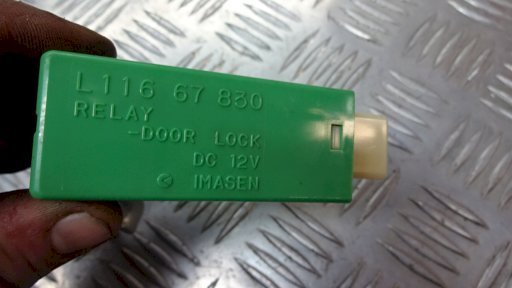 L116 67 830
RELAY
-DOOR LOCK
DC 12V
IMASEN